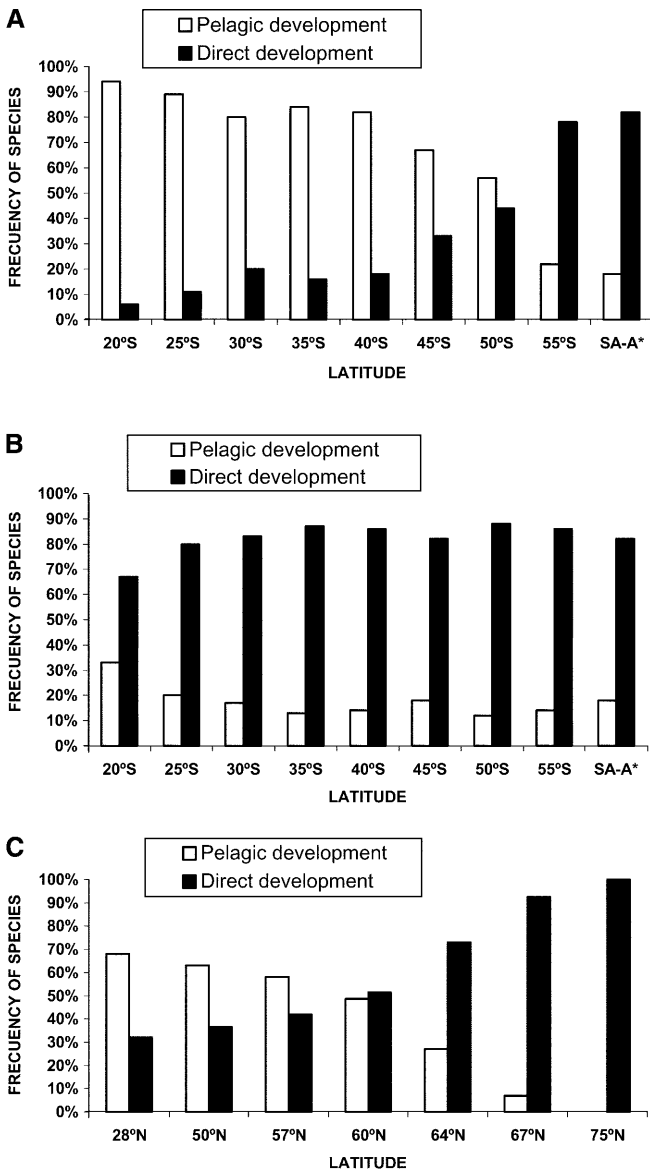 A
Pelagic development
Direct development
100%
90%
80%
70%
60%
50%
40%
30%
20%
10%
0%
FRECUENCY OF SPECIES
20ºS 25ºS 30ºS 35ºS 40ºS 45ºS 50ºS 55ºS SA-A*
LATITUDE
B
Pelagic development
Direct development
100%
90%
80%
70%
60%
50%
40%
30%
20%
10%
0%
FRECUENCY OF SPECIES
20ºS 25ºS 30ºS 35ºS 40ºS 45ºS 50ºS 55ºS SA-A*
LATITUDE
C
Pelagic development
Direct development
100%
90%
80%
70%
60%
50%
40%
30%
20%
10%
0%
FRECUENCY OF SPECIES
28ºN 50ºN 57ºN 60ºN 64ºN 67ºN 75ºN
LATITUDE